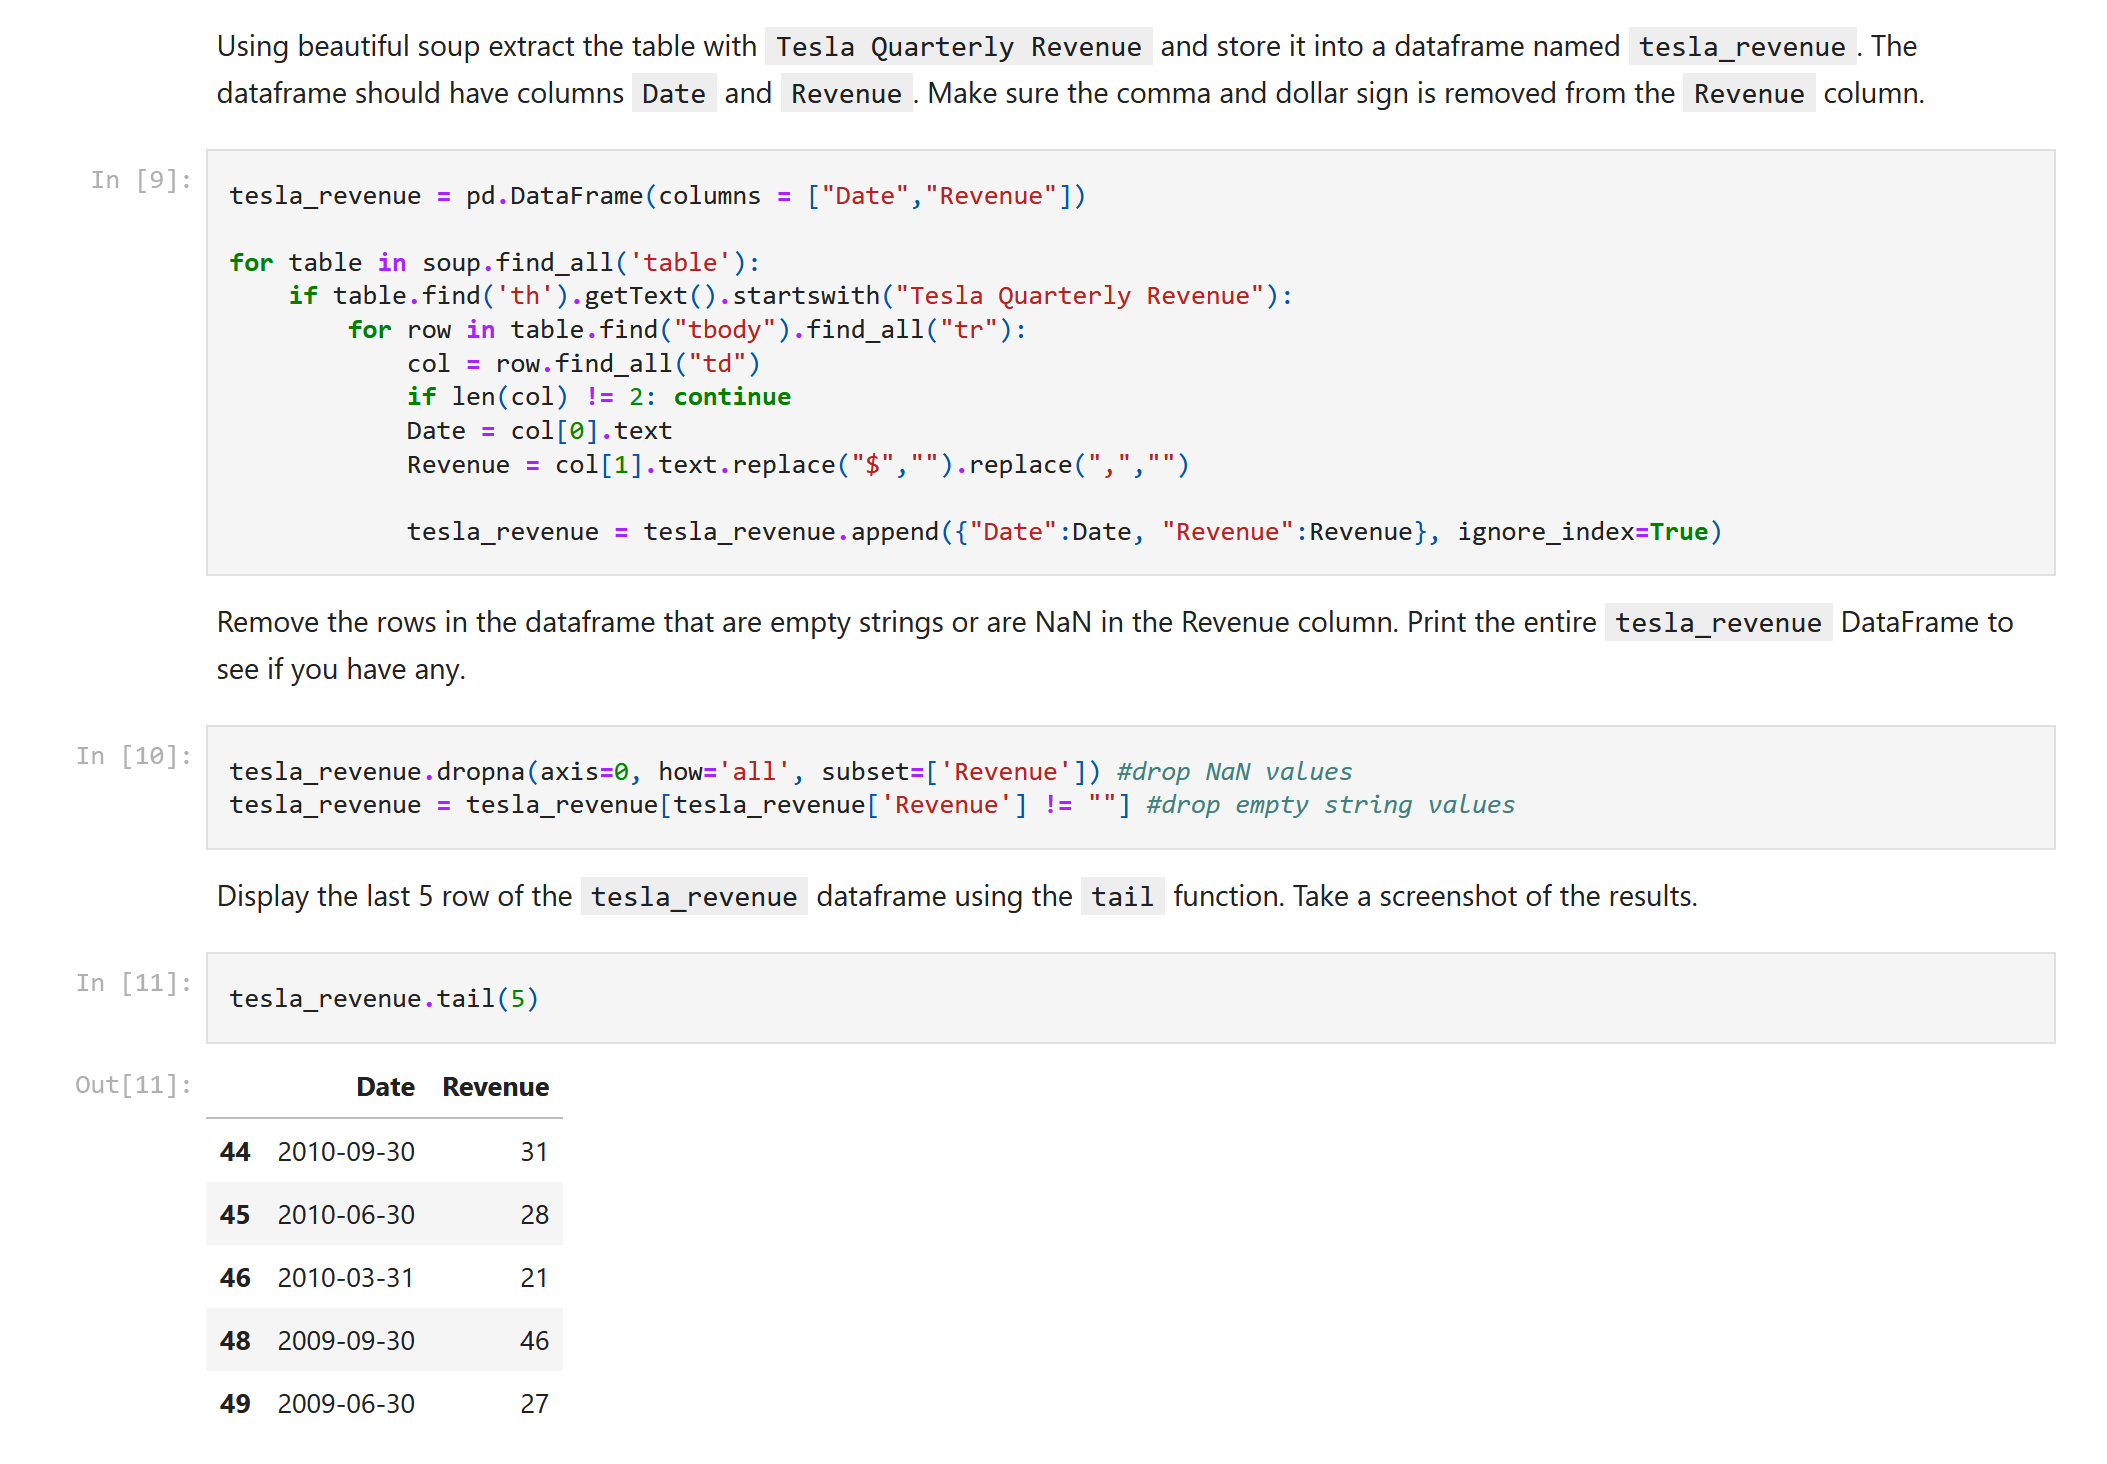 Using beautiful soup extract the table with Tesla Quarterly Revenue and store it into a dataframe named tesla_revenue. The
dataframe should have columns Date and Revenue. Make sure the comma and dollar sign is removed from the Revenue column.
In [9]:
tesla_revenue = pd.DataFrame(columns = ["Date","Revenue"])
for table in soup.find_all('table'):
    if table.find('th').getText().startswith("Tesla Quarterly Revenue"):
        for row in table.find("tbody").find_all("tr"):
            col = row.find_all("td")
            if len(col) != 2: continue
            Date = col[0].text
            Revenue = col[1].text.replace("$","").replace(",","")
            tesla_revenue = tesla_revenue.append({"Date":Date, "Revenue":Revenue}, ignore_index=True)
Remove the rows in the dataframe that are empty strings or are NaN in the Revenue column. Print the entire tesla_revenue DataFrame to
see if you have any.
In [10]:
tesla_revenue.dropna(axis=0, how='all', subset=['Revenue']) #drop NaN values
tesla_revenue = tesla_revenue[tesla_revenue['Revenue'] != ""] #drop empty string values
Display the last 5 row of the tesla_revenue dataframe using the tail function. Take a screenshot of the results.
In [11]:
tesla_revenue.tail(5)
Out[11]:
Date Revenue
44 2010-09-30 31
45 2010-06-30 28
46 2010-03-31 21
48 2009-09-30 46
49 2009-06-30 27